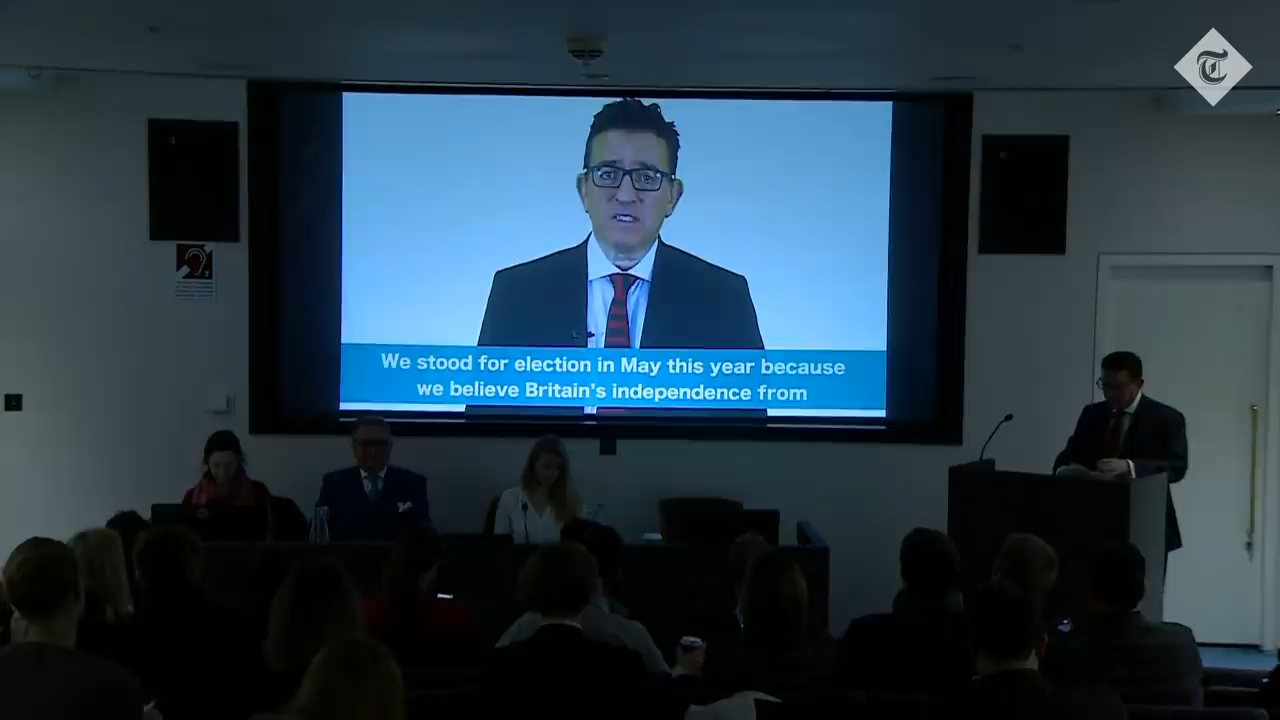 We stood for election in May this year because
we believe Britain's independence from